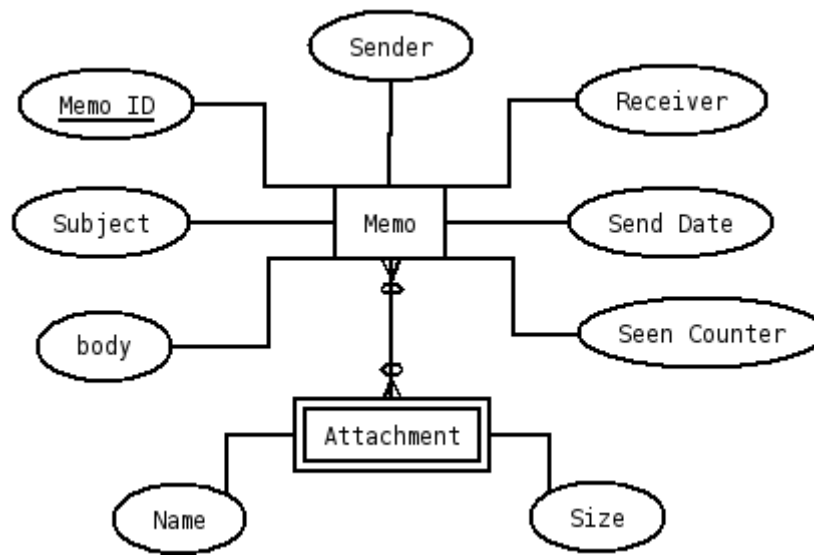 Sender
Memo ID
Receiver
Subject
Memo
Send Date
body
Seen Counter
Attachment
Name
Size